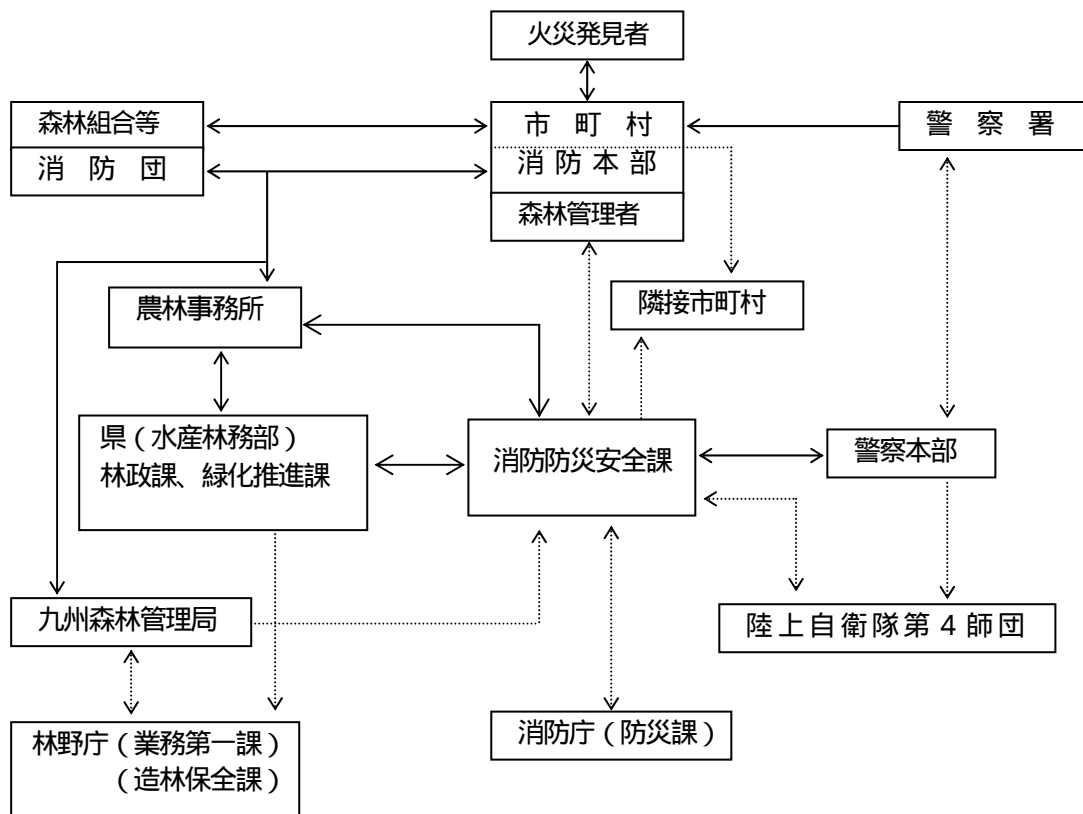 火災発見者
森林組合等
市　町　村
警　察　署
消　防　団
消 防 本 部
森林管理者
農林事務所
隣接市町村
県（水産林務部）
林政課、緑化推進課
消防防災安全課
警察本部
九州森林管理局
陸上自衛隊第４師団
林野庁（業務第一課）
（造林保全課）
消防庁（防災課）